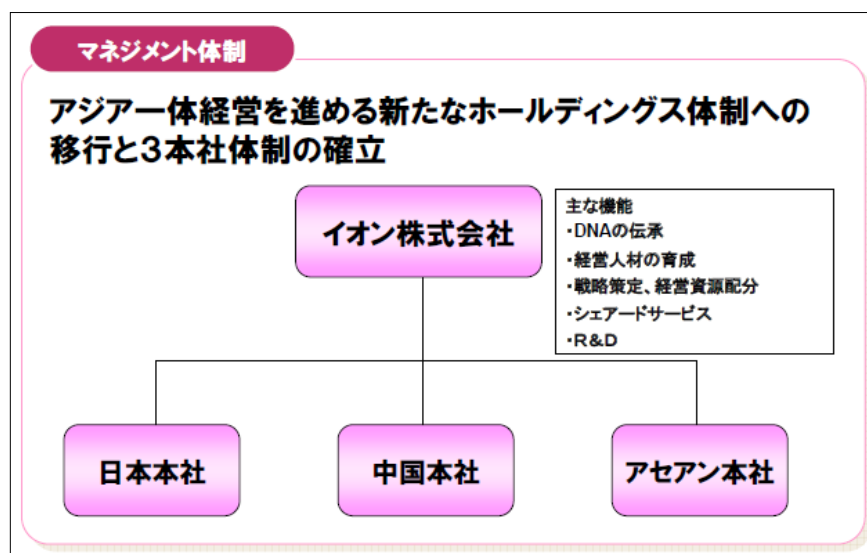 マネジメント体制
アジア一体経営を進める新たなホールディングス体制への
移行と3本社体制の確立
イオン株式会社
主な機能
・DNAの伝承
・経営人材の育成
・戦略策定、経営資源配分
・シェアードサービス
・R&D
日本本社
中国本社
アセアン本社